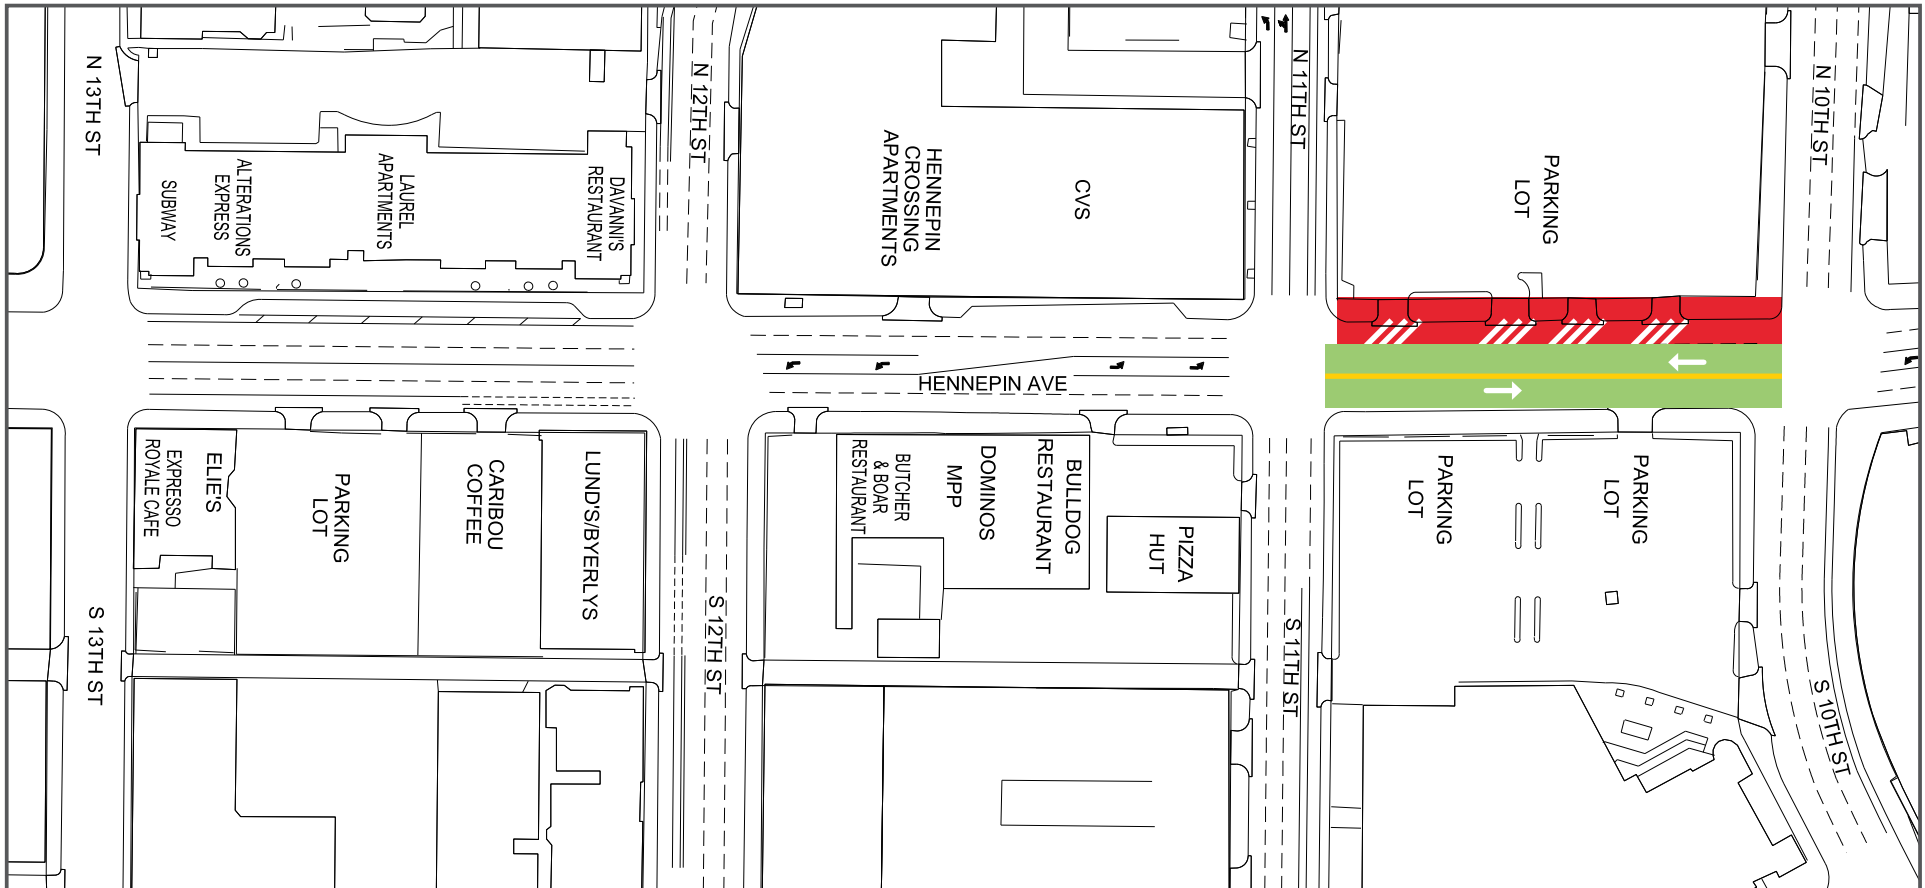 N 13TH ST
SUBWAY
ALTERATIONS
EXPRESS
LAUREL
APARTMENTS
DAVANNI'S
RESTAURANT
N 12TH ST
HENNEPIN
CROSSING
APARTMENTS
CVS
N 11TH ST
PARKING
LOT
N 10TH ST
HENNEPIN AVE
S 13TH ST
ELIE'S
EXPRESSO
ROYALE CAFE
PARKING
LOT
CARIBOU
COFFEE
LUND'S/BYERLYS
S 12TH ST
BUTCHER
& BOAR
RESTAURANT
DOMINOS
MPP
BULLDOG
RESTAURANT
PIZZA
HUT
S 11TH ST
PARKING
LOT
PARKING
LOT
S 10TH ST